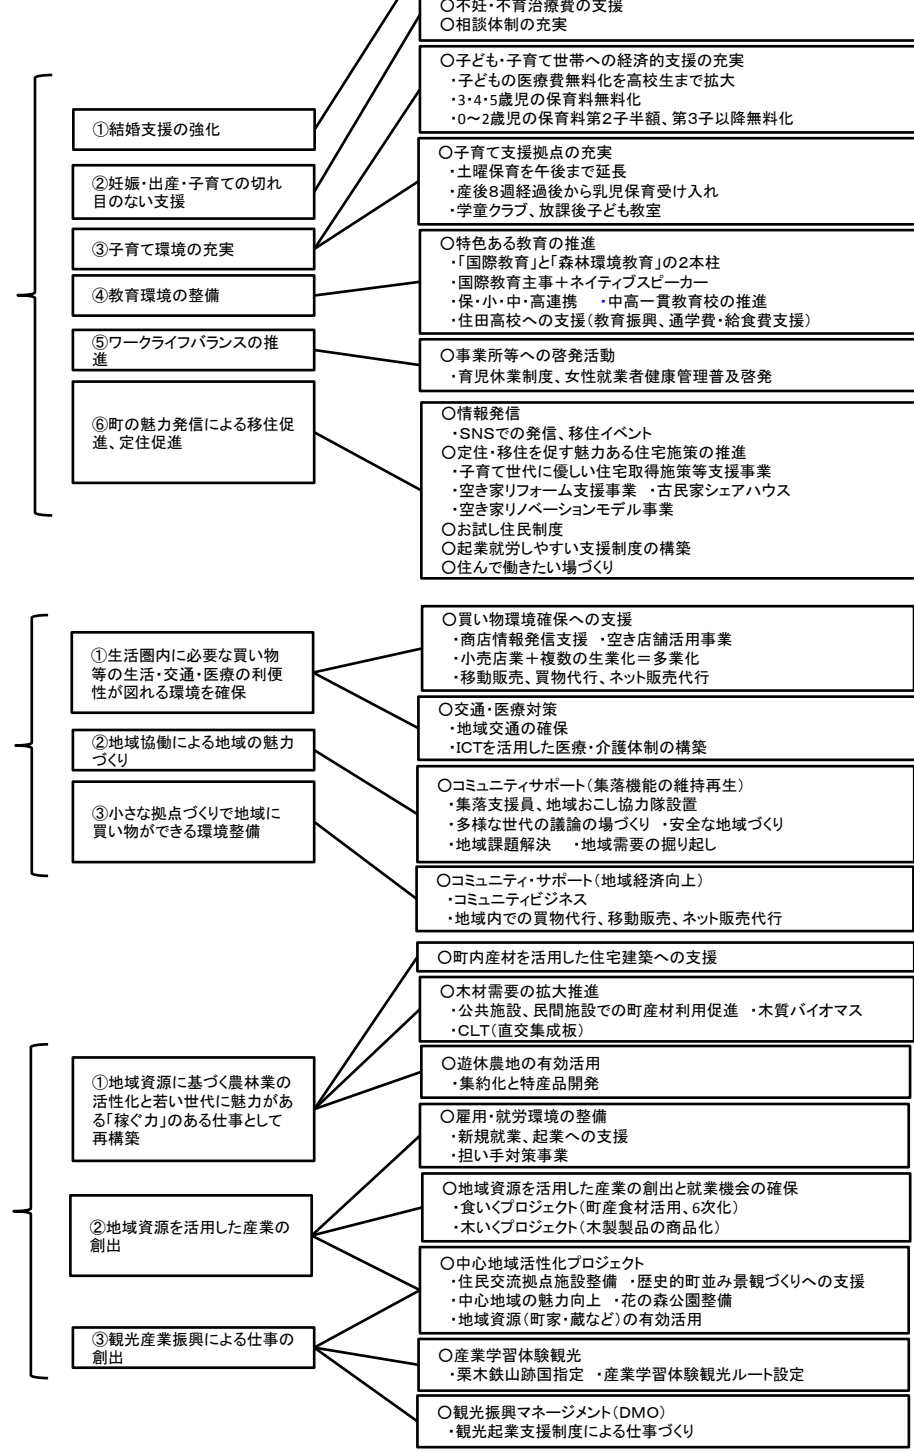 ①結婚支援の強化
②妊娠・出産・子育ての切れ
目のない支援
③子育て環境の充実
④教育環境の整備
⑤ワークライフバランスの推
進
⑥町の魅力発信による移住促
進、定住促進
〇不妊・不育治療費の支援
〇相談体制の充実
〇子ども・子育て世帯への経済的支援の充実
・子どもの医療費無料化を高校生まで拡大
・3・4・5歳児の保育料無料化
・0～2歳児の保育料第2子半額、第3子以降無料化
〇子育て支援拠点の充実
・土曜保育を午後まで延長
・産後8週経過後から乳児保育受け入れ
・学童クラブ、放課後子ども教室
〇特色ある教育の推進
・「国際教育」と「森林環境教育」の2本柱
・国際教育主事＋ネイティブスピーカー
・保・小・中・高連携　・中高一貫教育校の推進
・住田高校への支援(教育振興、通学費・給食費支援)
〇事業所等への啓発活動
・育児休業制度、女性就業者健康管理普及啓発
〇情報発信
・SNSでの発信、移住イベント
〇定住・移住を促す魅力ある住宅施策の推進
・子育て世代に優しい住宅取得施策等支援事業
・空き家リフォーム支援事業　・古民家シェアハウス
・空き家リノベーションモデル事業
〇お試し住民制度
〇起業就労しやすい支援制度の構築
〇住んで働きたい場づくり
①生活圏内に必要な買い物
等の生活・交通・医療の利便
性が図れる環境を確保
②地域協働による地域の魅力
づくり
③小さな拠点づくりで地域に
買い物ができる環境整備
〇買い物環境確保への支援
・商店情報発信支援　・空き店舗活用事業
・小売店業＋複数の生業化＝多業化
・移動販売、買物代行、ネット販売代行
〇交通・医療対策
・地域交通の確保
・ICTを活用した医療・介護体制の構築
〇コミュニティサポート(集落機能の維持再生)
・集落支援員、地域おこし協力隊設置
・多様な世代の議論の場づくり　・安全な地域づくり
・地域課題解決　・地域需要の掘り起し
〇コミュニティ・サポート(地域経済向上)
・コミュニティビジネス
・地域内での買物代行、移動販売、ネット販売代行
①地域資源に基づく農林業の
活性化と若い世代に魅力があ
る「稼ぐ力」のある仕事として
再構築
②地域資源を活用した産業の
創出
③観光産業振興による仕事の
創出
〇町内産材を活用した住宅建築への支援
〇木材需要の拡大推進
・公共施設、民間施設での町産材利用促進　・木質バイオマス
・CLT(直交集成板)
〇遊休農地の有効活用
・集約化と特産品開発
〇雇用・就労環境の整備
・新規就業、起業への支援
・担い手対策事業
〇地域資源を活用した産業の創出と就業機会の確保
・食いくプロジェクト(町産食材活用、6次化)
・木いくプロジェクト(木製製品の商品化)
〇中心地域活性化プロジェクト
・住民交流拠点施設整備　・歴史的町並み景観づくりへの支援
・中心地域の魅力向上　・花の森公園整備
・地域資源(町家・蔵など)の有効活用
〇産業学習体験観光
・栗木鉄山跡国指定　・産業学習体験観光ルート設定
〇観光振興マネージメント(DMO)
・観光起業支援制度による仕事づくり